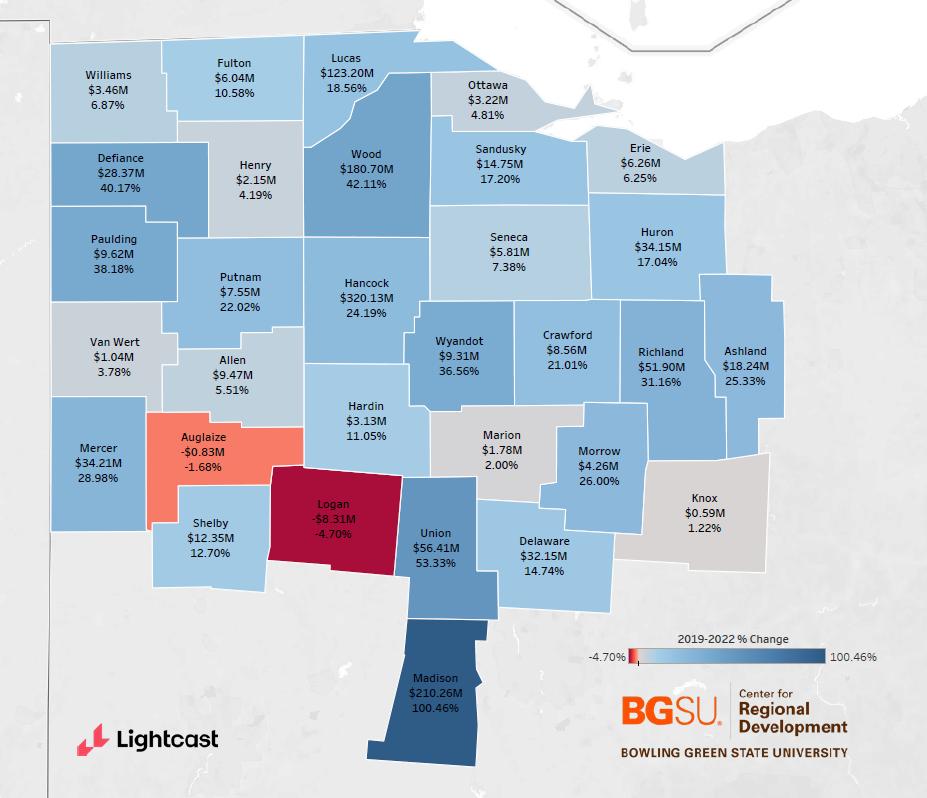 Williams
$3.46M
6.87%
Fulton
$6.04M
10.58%
Lucas
$123.20M
18.56%
Ottawa
$3.22M
4.81%
Defiance
$28.37M
40.17%
Henry
$2.15M
4.19%
Wood
$180.70M
42.11%
Sandusky
$14.75M
17.20%
Erie
$6.26M
6.25%
Paulding
$9.62M
38.18%
Putnam
$7.55M
22.02%
Hancock
$320.13M
24.19%
Seneca
$5.81M
7.38%
Huron
$34.15M
17.04%
Van Wert
$1.04M
3.78%
Allen
$9.47M
5.51%
Wyandot
$9.31M
36.56%
Crawford
$8.56M
21.01%
Richland
$51.90M
31.16%
Ashland
$18.24M
25.33%
Mercer
$34.21M
28.98%
Auglaize
-$0.83M
-1.68%
Hardin
$3.13M
11.05%
Marion
$1.78M
2.00%
Morrow
$4.26M
26.00%
Knox
$0.59M
1.22%
Shelby
$12.35M
12.70%
Logan
-$8.31M
-4.70%
Union
$56.41M
53.33%
Delaware
$32.15M
14.74%
Madison
$210.26M
100.46%
2019-2022 % Change
-4.70%
100.46%
BGSU.
Center for
Regional
Development
BOWLING GREEN STATE UNIVERSITY
Lightcast